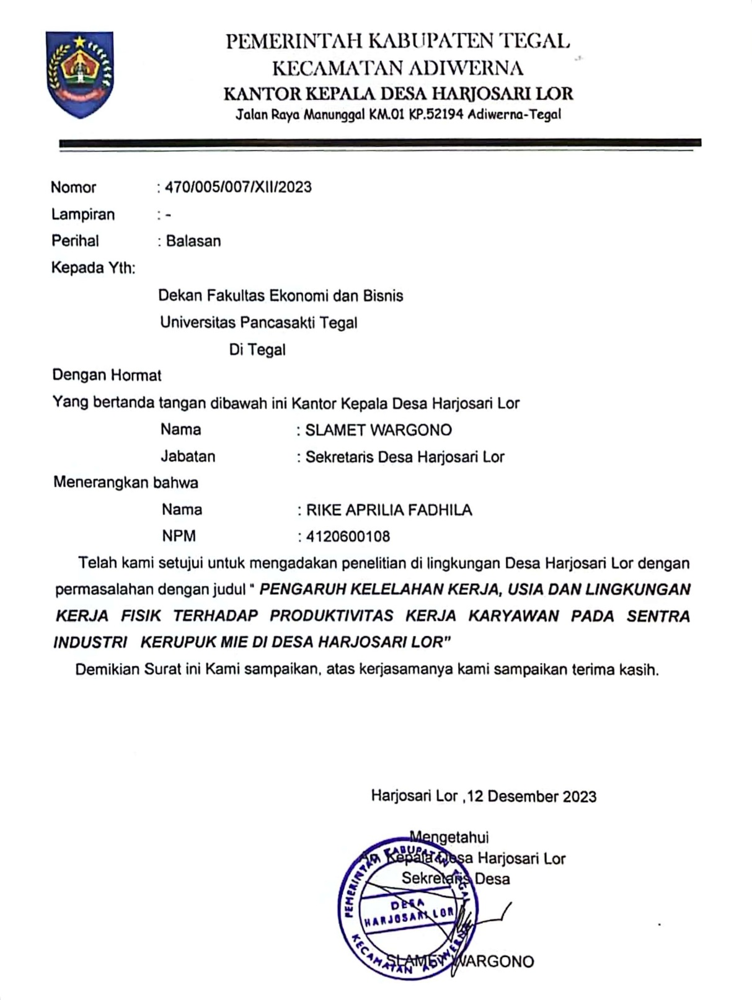 PEMERINTAH KABUPATEN TEGAL
KECAMATAN ADIWERNA
KANTOR KEPALA DESA HARJOSARI LOR
Jalan Raya Manunggal KM.01 KP.52194 Adiwerna-Tegal
Nomor : 470/005/007/XII/2023
Lampiran : -
Perihal : Balasan
Kepada Yth:
Dekan Fakultas Ekonomi dan Bisnis
Universitas Pancasakti Tegal
Di Tegal
Dengan Hormat
Yang bertanda tangan dibawah ini Kantor Kepala Desa Harjosari Lor
Nama : SLAMET WARGONO
Jabatan : Sekretaris Desa Harjosari Lor
Menerangkan bahwa
Nama : RIKE APRILIA FADHILA
NPM : 4120600108
Telah kami setujui untuk mengadakan penelitian di lingkungan Desa Harjosari Lor dengan
permasalahan dengan judul " PENGARUH KELELAHAN KERJA, USIA DAN LINGKUNGAN
KERJA FISIK TERHADAP PRODUKTIVITAS KERJA KARYAWAN PADA SENTRA
INDUSTRI KERUPUK MIE DI DESA HARJOSARI LOR"
Demikian Surat ini Kami sampaikan, atas kerjasamanya kami sampaikan terima kasih.
Harjosari Lor ,12 Desember 2023
Mengetahui
Kepala Desa Harjosari Lor
Sekretaris Desa
PEMERINTAH KABUPATEN TEGAL
DESA
HARJOSARI LOR
KECAMATAN ADIWERNA
SLAMET WARGONO